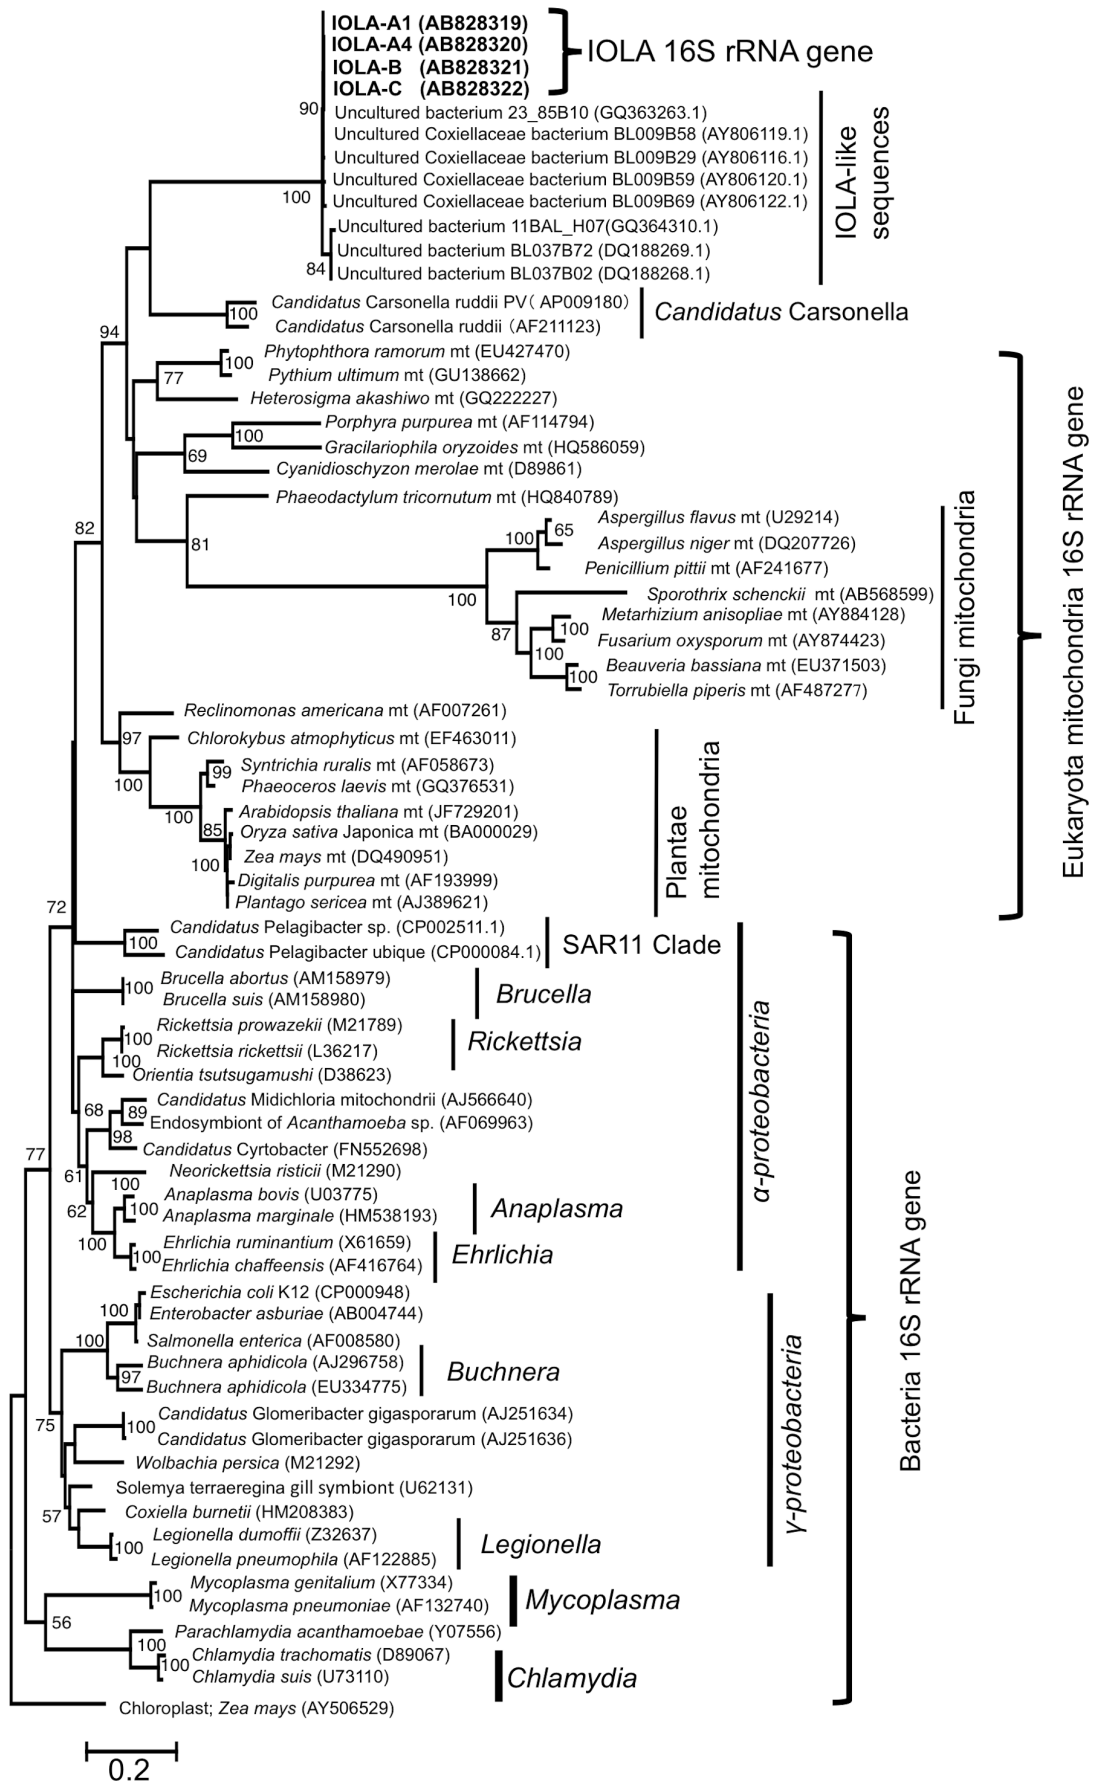 IOLA-A1 (AB828319)
IOLA-A4 (AB828320)
IOLA-B (AB828321)
IOLA-C (AB828322)
IOLA 16S rRNA gene
90
Uncultured bacterium 23_85B10 (GQ363263.1)
Uncultured Coxiellaceae bacterium BL009B58 (AY806119.1)
Uncultured Coxiellaceae bacterium BL009B29 (AY806116.1)
Uncultured Coxiellaceae bacterium BL009B59 (AY806120.1)
100
Uncultured Coxiellaceae bacterium BL009B69 (AY806122.1)
Uncultured bacterium 11BAL_H07(GQ364310.1)
Uncultured bacterium BL037B72 (DQ188269.1)
84
Uncultured bacterium BL037B02 (DQ188268.1)
IOLA-like
sequences
Candidatus Carsonella ruddii PV( AP009180)
100
Candidatus Carsonella ruddii (AF211123)
Candidatus Carsonella
94
Phytophthora ramorum mt (EU427470)
100
Pythium ultimum mt (GU138662)
77
Heterosigma akashiwo mt (GQ222227)
Porphyra purpurea mt (AF114794)
100
Gracilariophila oryzoides mt (HQ586059)
69
Cyanidioschyzon merolae mt (D89861)
Phaeodactylum tricornutum mt (HQ840789)
82
81
Aspergillus flavus mt (U29214)
65
100
Aspergillus niger mt (DQ207726)
Penicillium pittii mt (AF241677)
100
Sporothrix schenckii mt (AB568599)
Metarhizium anisopliae mt (AY884128)
100
87
Fusarium oxysporum mt (AY874423)
100
Beauveria bassiana mt (EU371503)
100
Torrubiella piperis mt (AF487277)
Fungi mitochondria
Eukaryota mitochondria 16S rRNA gene
Reclinomonas americana mt (AF007261)
97
Chlorokybus atmophyticus mt (EF463011)
100
Syntrichia ruralis mt (AF058673)
99
Phaeoceros laevis mt (GQ376531)
100
Arabidopsis thaliana mt (JF729201)
85
Oryza sativa Japonica mt (BA000029)
100
Zea mays mt (DQ490951)
Digitalis purpurea mt (AF193999)
Plantago sericea mt (AJ389621)
Plantae
mitochondria
72
Candidatus Pelagibacter sp. (CP002511.1)
100
Candidatus Pelagibacter ubique (CP000084.1)
SAR11 Clade
Brucella abortus (AM158979)
100
Brucella suis (AM158980)
Brucella
Rickettsia prowazekii (M21789)
100
Rickettsia rickettsii (L36217)
100
Orientia tsutsugamushi (D38623)
Rickettsia
Candidatus Midichloria mitochondrii (AJ566640)
68
89
Endosymbiont of Acanthamoeba sp. (AF069963)
98
Candidatus Cyrtobacter (FN552698)
77
61
Neorickettsia risticii (M21290)
100
Anaplasma bovis (U03775)
100
Anaplasma marginale (HM538193)
Anaplasma
62
100
Ehrlichia ruminantium (X61659)
100
Ehrlichia chaffeensis (AF416764)
Ehrlichia
α-proteobacteria
Escherichia coli K12 (CP000948)
100
Enterobacter asburiae (AB004744)
100
Salmonella enterica (AF008580)
Buchnera aphidicola (AJ296758)
97
Buchnera aphidicola (EU334775)
Buchnera
75
Candidatus Glomeribacter gigasporarum (AJ251634)
100
Candidatus Glomeribacter gigasporarum (AJ251636)
Wolbachia persica (M21292)
Solemya terraeregina gill symbiont (U62131)
57
Coxiella burnetii (HM208383)
Legionella dumoffii (Z32637)
100
Legionella pneumophila (AF122885)
Legionella
γ-proteobacteria
Bacteria 16S rRNA gene
Mycoplasma genitalium (X77334)
100
Mycoplasma pneumoniae (AF132740)
Mycoplasma
56
Parachlamydia acanthamoebae (Y07556)
100
Chlamydia trachomatis (D89067)
100
Chlamydia suis (U73110)
Chlamydia
Chloroplast; Zea mays (AY506529)
0.2